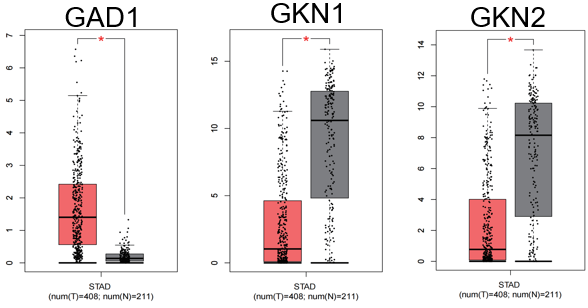 GAD1
GKN1
GKN2
*
*
*
7
6
5
4
3
2
1
0
15
10
5
0
14
12
10
8
6
4
2
0
STAD
(num(T)=408; num(N)=211)
STAD
(num(T)=408; num(N)=211)
STAD
(num(T)=408; num(N)=211)